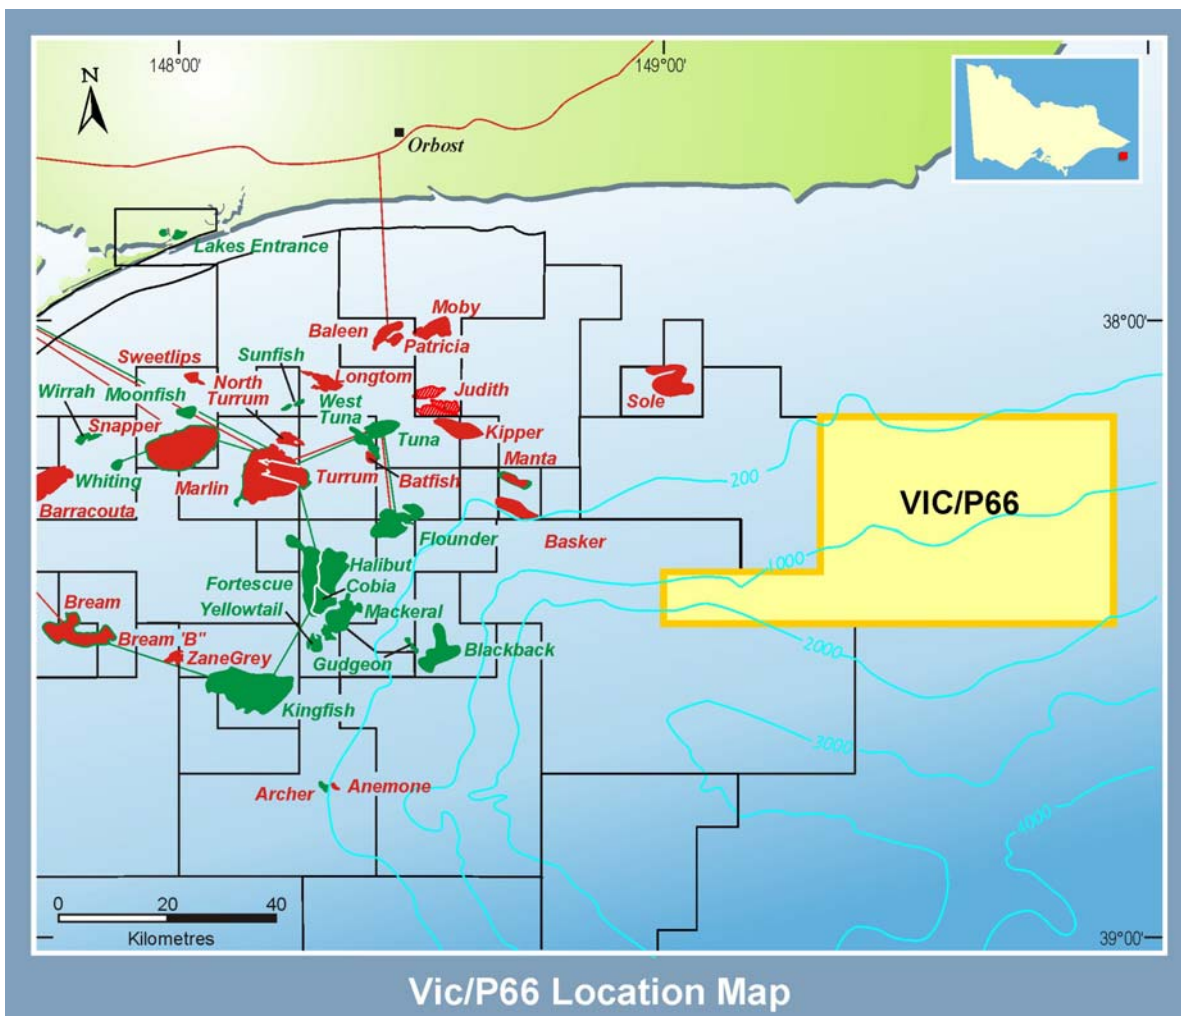 148°00'
149°00'
N
Orbost
Lakes Entrance
Moby
Baleen
Patricia
38°00'
Sweetlips
Sunfish
North
Turrum
Longtom
Judith
Wirrah
Moonfish
West
Tuna
Sole
Snapper
Tuna
Kipper
Manta
200
Whiting
Marlin
Turrum
Batfish
VIC/P66
Barracouta
Flounder
Basker
1000
Halibut
Fortescue
Cobia
Bream
Yellowtail
Mackeral
Bream "B"
Gudgeon
Blackback
2000
ZaneGrey
Kingfish
3000
Archer
Anemone
4000
0
20
40
Kilometres
39°00'
Vic/P66 Location Map